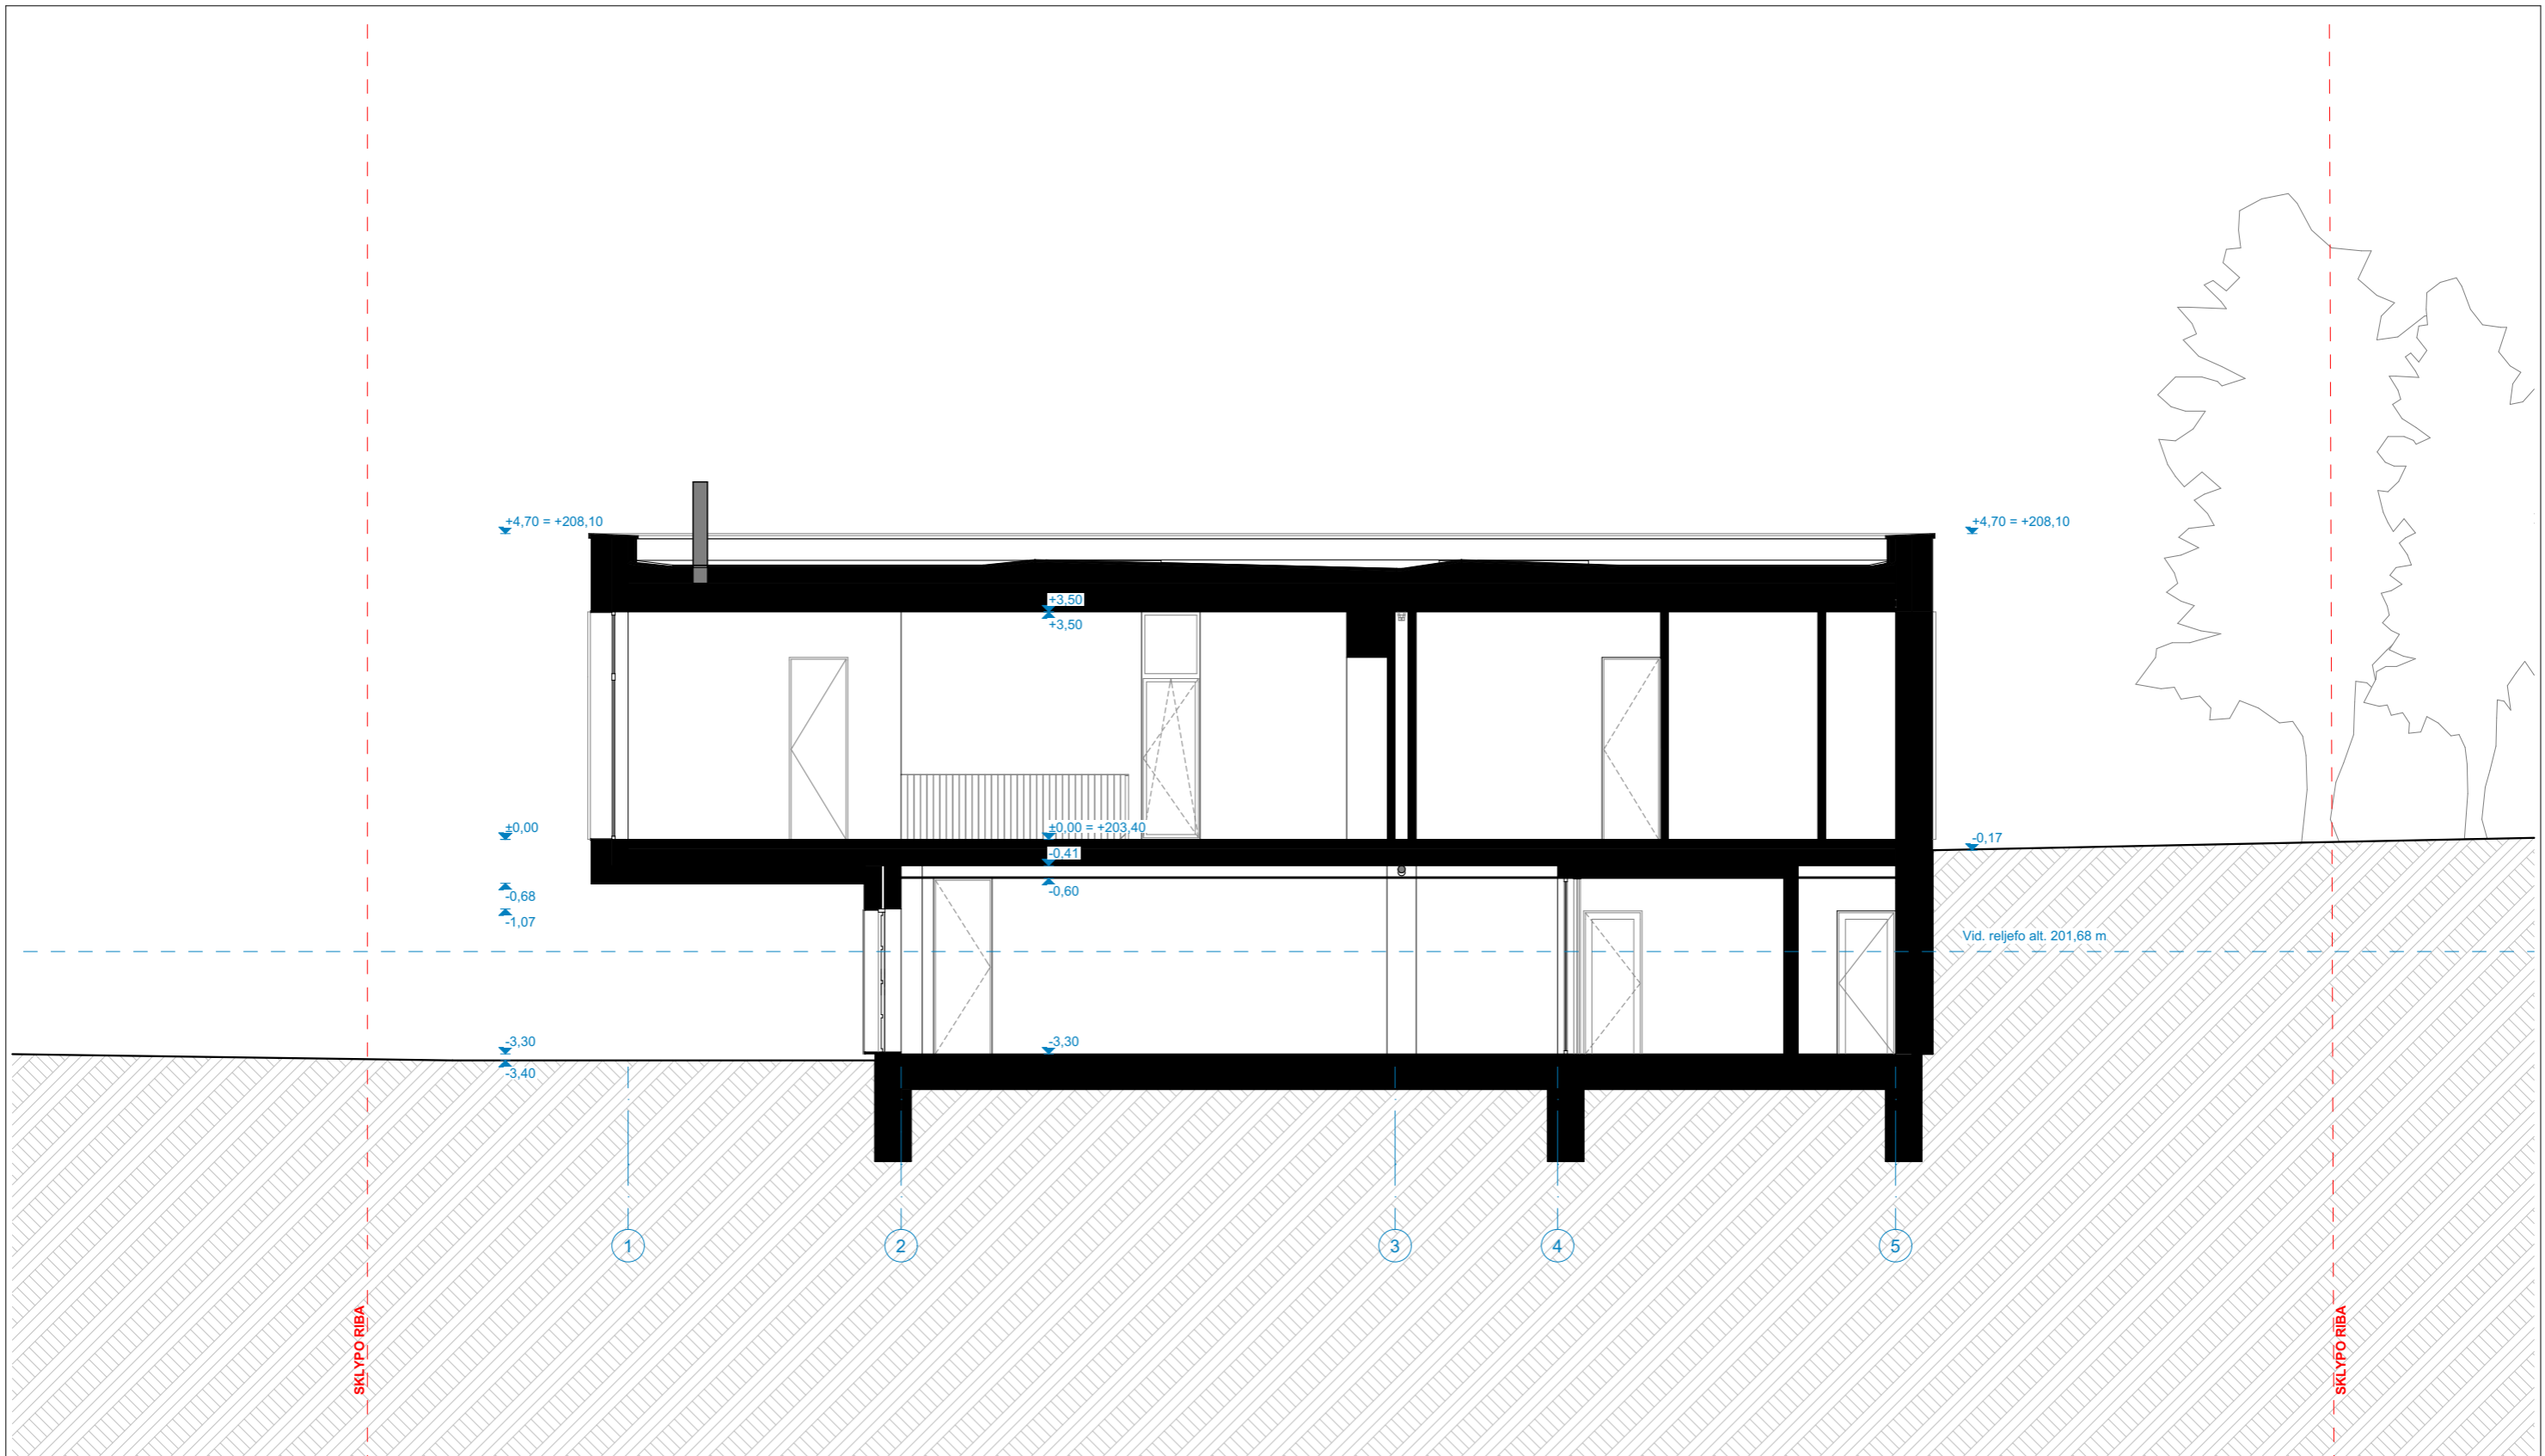 +4,70 = +208,10
+4,70 = +208,10
+3,50
+3,50
±0,00
±0,00 = +203,40
-0,17
-0,41
-0,60
-0,68
-1,07
Vid. reljefo alt. 201,68 m
-3,30
-3,30
-3,40
1
2
3
4
5
SKLYPO RIBA
SKLYPO RIBA